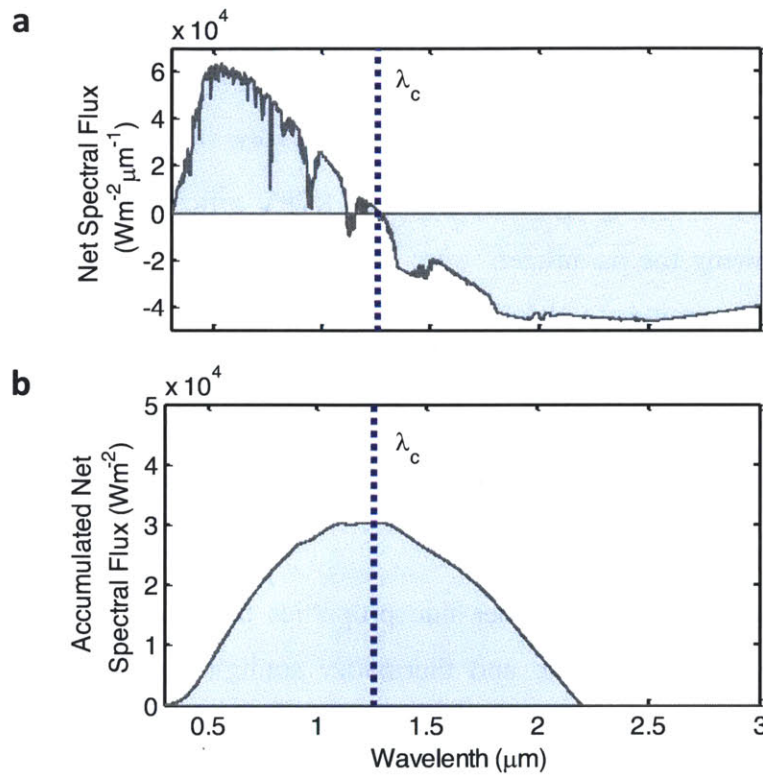 a
x 10⁴
Net Spectral Flux
(Wm⁻²μm⁻¹)
6
4
2
0
-2
-4
λc
b
x 10⁴
Accumulated Net
Spectral Flux (Wm⁻²)
5
4
3
2
1
0
λc
0.5 1 1.5 2 2.5 3
Wavelenth (μm)